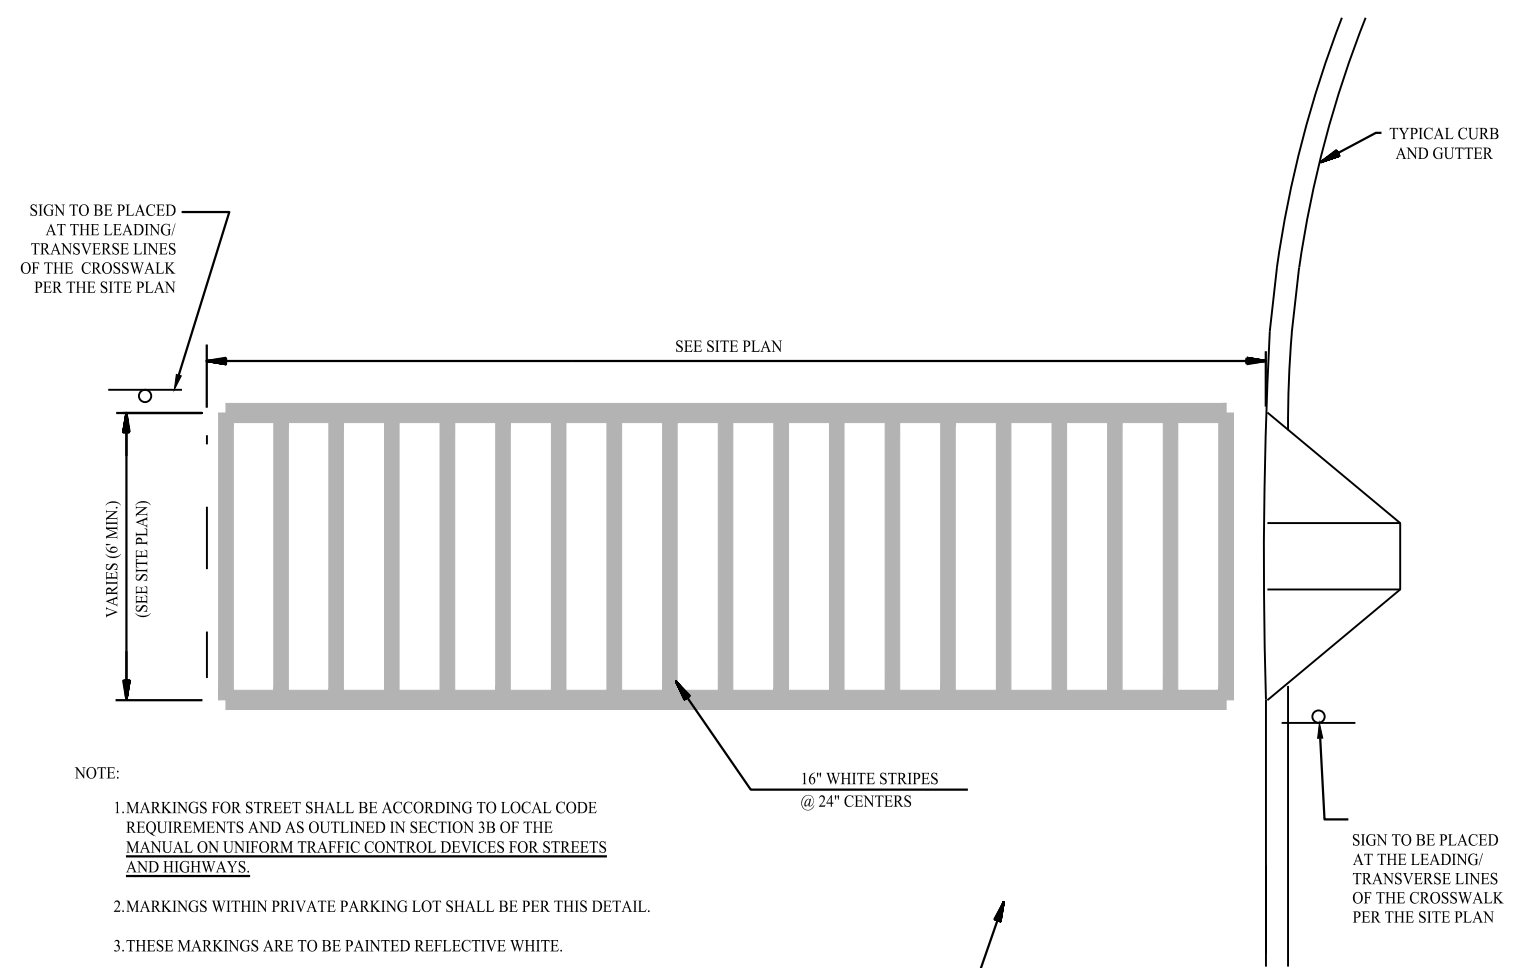 TYPICAL CURB
AND GUTTER
SIGN TO BE PLACED
AT THE LEADING/
TRANSVERSE LINES
OF THE CROSSWALK
PER THE SITE PLAN
SEE SITE PLAN
VARIES (6' MIN.)
(SEE SITE PLAN)
16" WHITE STRIPES
@ 24" CENTERS
NOTE:
1.MARKINGS FOR STREET SHALL BE ACCORDING TO LOCAL CODE
REQUIREMENTS AND AS OUTLINED IN SECTION 3B OF THE
MANUAL ON UNIFORM TRAFFIC CONTROL DEVICES FOR STREETS
AND HIGHWAYS.
2.MARKINGS WITHIN PRIVATE PARKING LOT SHALL BE PER THIS DETAIL.
3.THESE MARKINGS ARE TO BE PAINTED REFLECTIVE WHITE.
SIGN TO BE PLACED
AT THE LEADING/
TRANSVERSE LINES
OF THE CROSSWALK
PER THE SITE PLAN